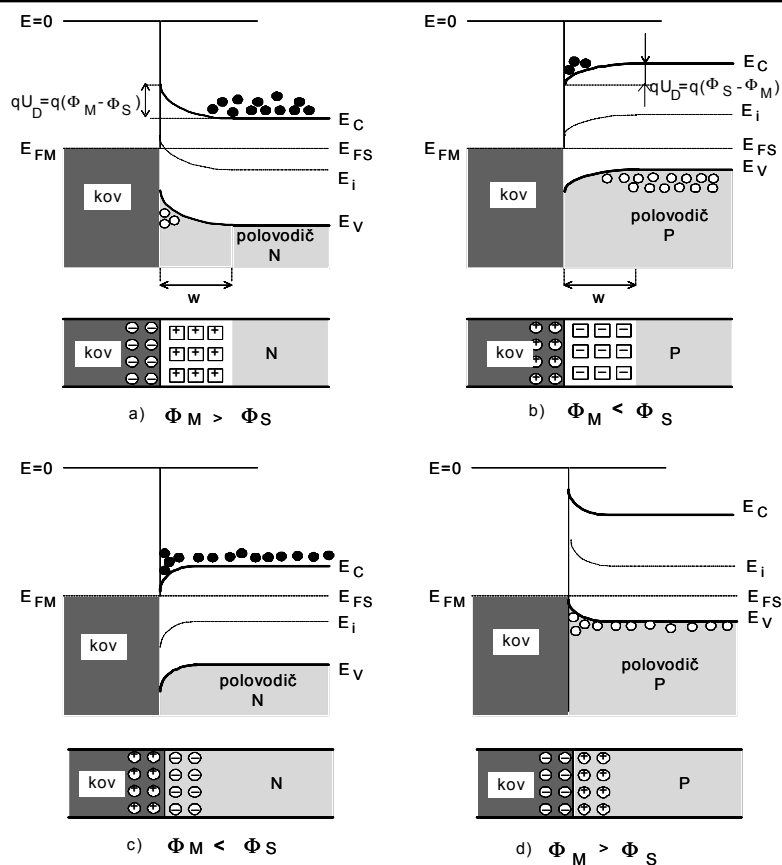 E=0
qU_D=q(Φ_M-Φ_S)
E_C
E_FM
E_FS
E_i
kov
E_V
polovodič
N
w
kov
N
a) Φ_M > Φ_S
E=0
E_C
qU_D=q(Φ_S-Φ_M)
E_i
E_FM
E_FS
E_V
kov
polovodič
P
w
kov
P
b) Φ_M < Φ_S
E=0
E_C
E_FM
E_FS
E_i
kov
E_V
polovodič
N
kov
N
c) Φ_M < Φ_S
E=0
E_C
E_i
E_FM
E_FS
E_V
kov
polovodič
P
kov
P
d) Φ_M > Φ_S